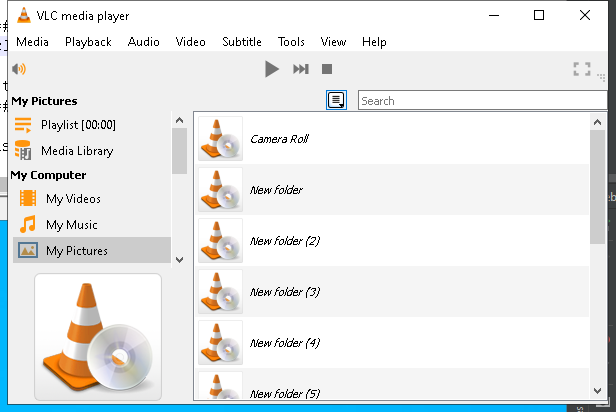 VLC media player
Media Playback Audio Video Subtitle Tools View Help
My Pictures
Search
Playlist [00:00]
Media Library
My Computer
My Videos
My Music
My Pictures
Camera Roll
New folder
New folder (2)
New folder (3)
New folder (4)
New folder (5)